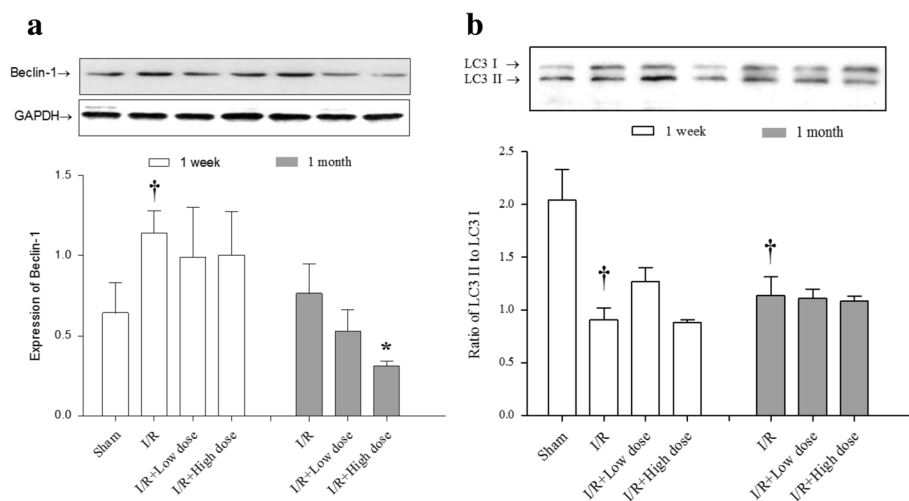 a
Beclin-1→
GAPDH→
1 week
1 month
Expression of Beclin-1
1.5
1.0
0.5
0.0
†
*
Sham
I/R
I/R+Low dose
I/R+High dose
I/R
I/R+Low dose
I/R+High dose
b
LC3 I →
LC3 II →
1 week
1 month
Ratio of LC3 II to LC3 I
2.5
2.0
1.5
1.0
0.5
0.0
†
†
Sham
I/R
I/R+Low dose
I/R+High dose
I/R
I/R+Low dose
I/R+High dose